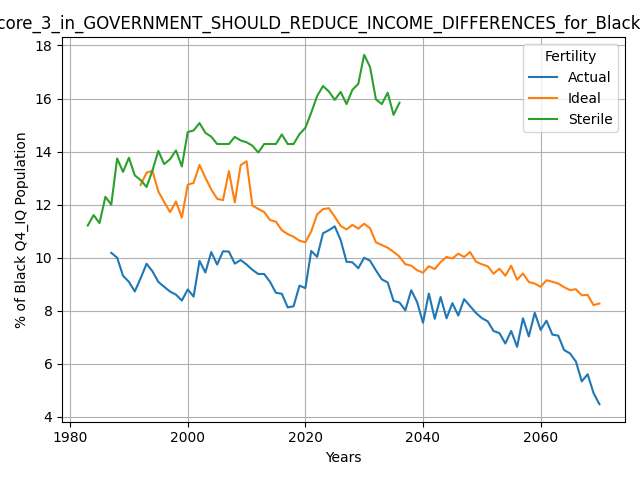 core_3_in_GOVERNMENT_SHOULD_REDUCE_INCOME_DIFFERENCES_for_Black
18
16
14
12
10
8
6
4
% of Black Q4_IQ Population
Fertility
Actual
Ideal
Sterile
1980
2000
2020
2040
2060
Years